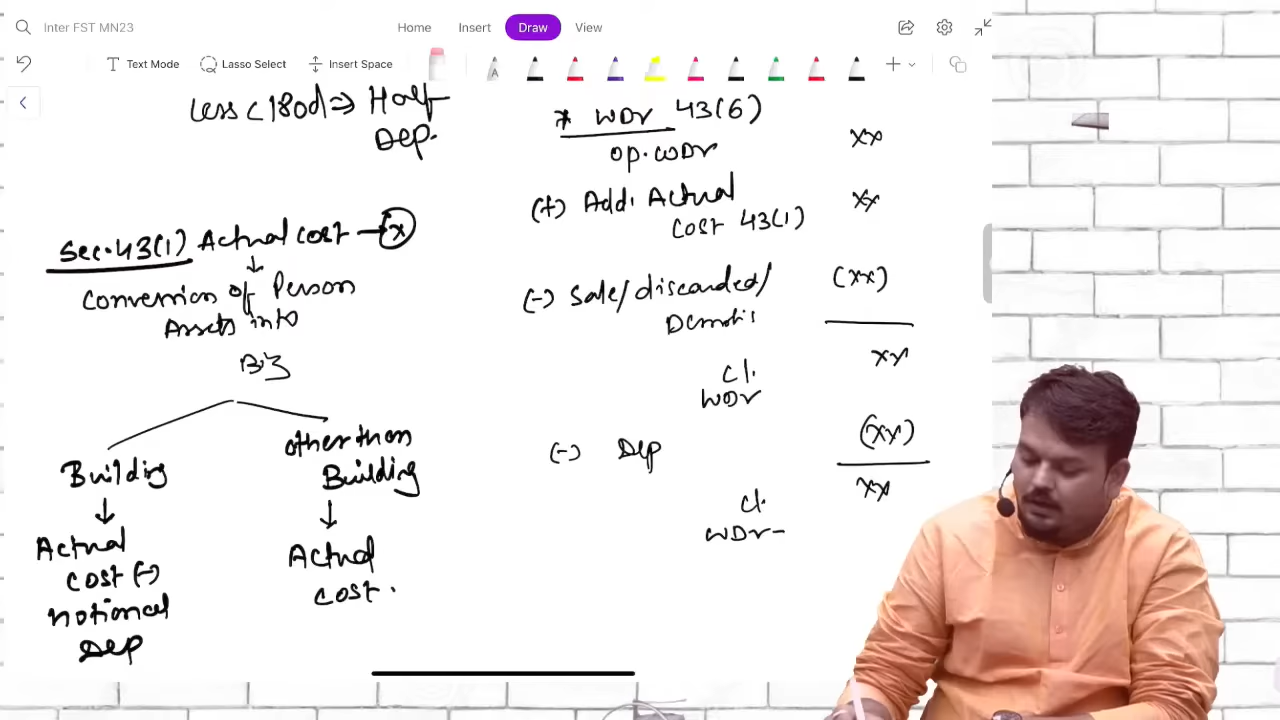 Inter FST MN23
Home Insert Draw View
Text Mode Lasso Select Insert Space
A
Less < 180d ⇒ Half
Dep.
Sec. 43(1) Actual cost → x
↓
Conversion of Person
Assets into
Biz
Building
↓
Actual
cost (-)
notional
Dep
other than
Building
↓
Actual
cost.
* WDV 43(6)
op. WDV xx
(+) Add: Actual xx
cost 43(1)
(-) Sale/discarded/ (xx)
Demolis
xx
cl.
WDV
(-) Dep (xx)
xx
cl.
WDV-